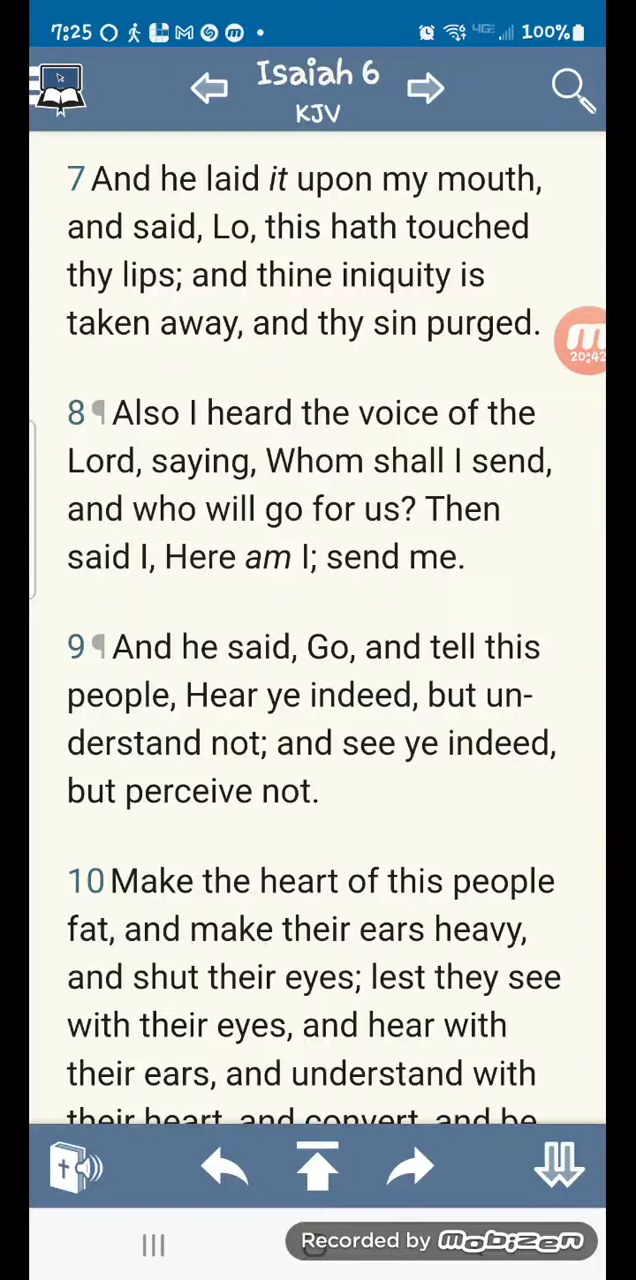 7:25 100%
Isaiah 6
KJV
7 And he laid it upon my mouth,
and said, Lo, this hath touched
thy lips; and thine iniquity is
taken away, and thy sin purged.
20:42
8 ¶ Also I heard the voice of the
Lord, saying, Whom shall I send,
and who will go for us? Then
said I, Here am I; send me.
9 ¶ And he said, Go, and tell this
people, Hear ye indeed, but un-
derstand not; and see ye indeed,
but perceive not.
10 Make the heart of this people
fat, and make their ears heavy,
and shut their eyes; lest they see
with their eyes, and hear with
their ears, and understand with
their heart, and convert, and be
Recorded by mobizen